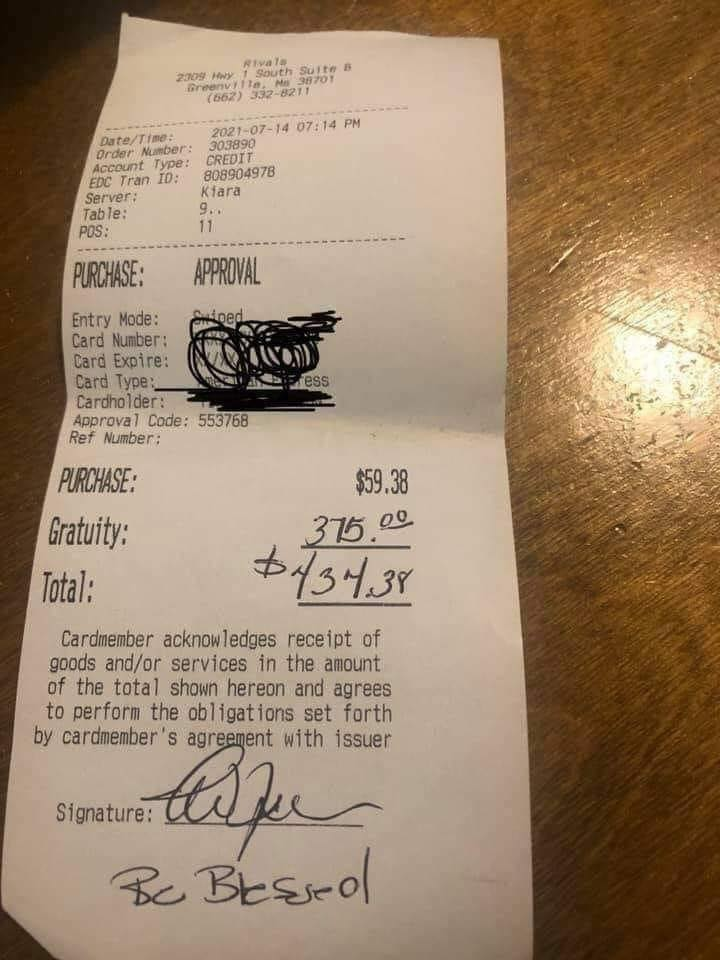 Rivals
2309 Hwy 1 South Suite B
Greenville, Ms 38701
(662) 332-8211
Date/Time: 2021-07-14 07:14 PM
Order Number: 303890
Account Type: CREDIT
EDC Tran ID: 808904978
Server: Kiara
Table: 9..
POS: 11
PURCHASE: APPROVAL
Entry Mode: Swiped
Card Number:
Card Expire:
Card Type: American Express
Cardholder:
Approval Code: 553768
Ref Number:
PURCHASE: $59.38
Gratuity: 375.00
Total: $434.38
Cardmember acknowledges receipt of
goods and/or services in the amount
of the total shown hereon and agrees
to perform the obligations set forth
by cardmember's agreement with issuer
Signature:
Be Blessed